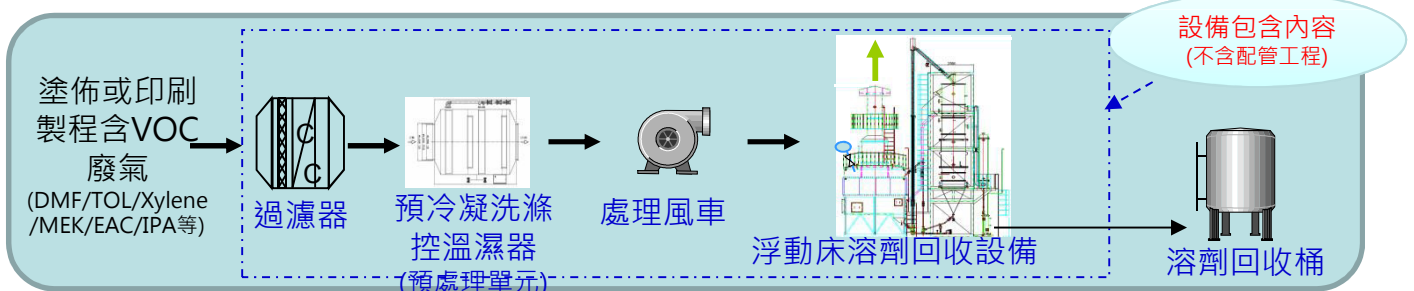 設備包含內容
(不含配管工程)
塗佈或印刷
製程含VOC
廢氣
(DMF/TOL/Xylene
/MEK/EAC/IPA等)
C
C
過濾器
預冷凝洗滌
控溫濕器
(預處理單元)
處理風車
浮動床溶劑回收設備
溶劑回收桶